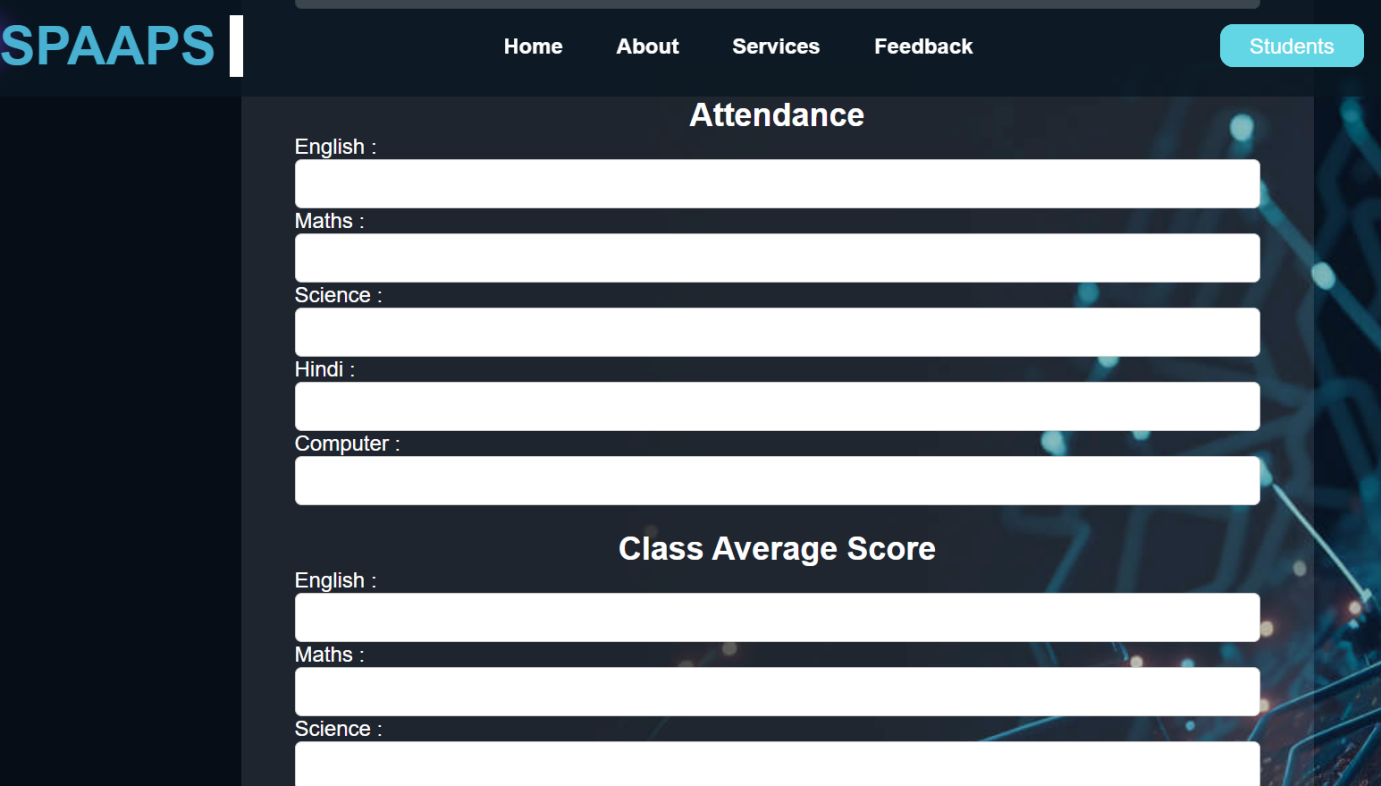 SPAAPS
Home About Services Feedback
Students
Attendance
English :
Maths :
Science :
Hindi :
Computer :
Class Average Score
English :
Maths :
Science :